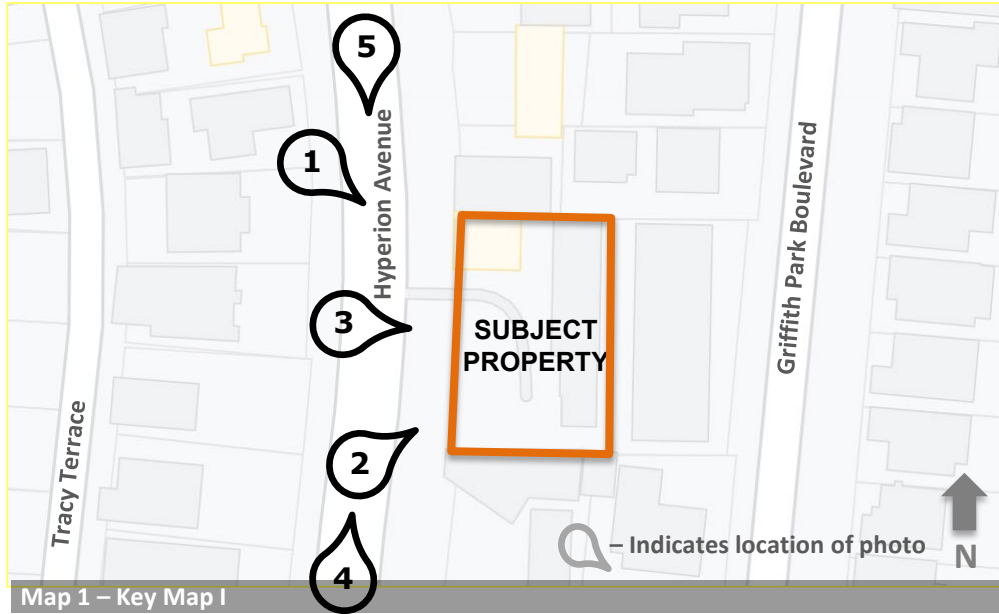 5
1
Hyperion Avenue
Griffith Park Boulevard
3
SUBJECT
PROPERTY
2
Tracy Terrace
– Indicates location of photo
N
4
Map 1 – Key Map I